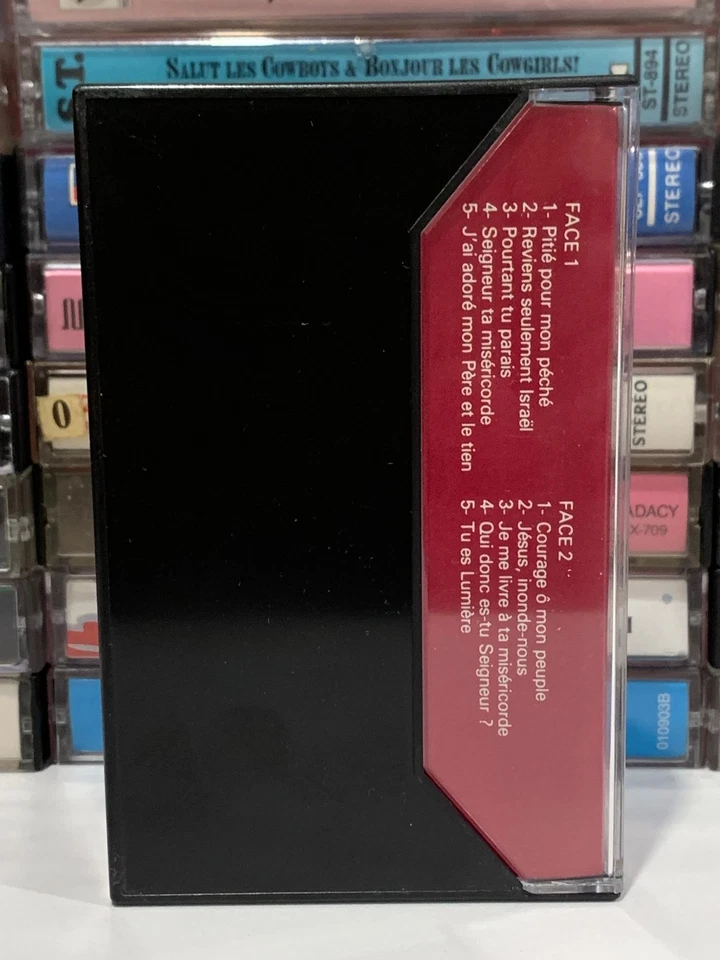 S.T.
SALUT LES COWBOYS & BONJOUR LES COWGIRLS!
ST-894
STEREO
STEREO
O
STEREO
X-709
010903B
FACE 1
1- Pitié pour mon péché
2- Reviens seulement Israël
3- Pourtant tu parais
4- Seigneur ta miséricorde
5- J'ai adoré mon Père et le tien
FACE 2
1- Courage ô mon peuple
2- Jésus, inonde-nous
3- Je me livre à ta miséricorde
4- Qui donc es-tu Seigneur ?
5- Tu es Lumière